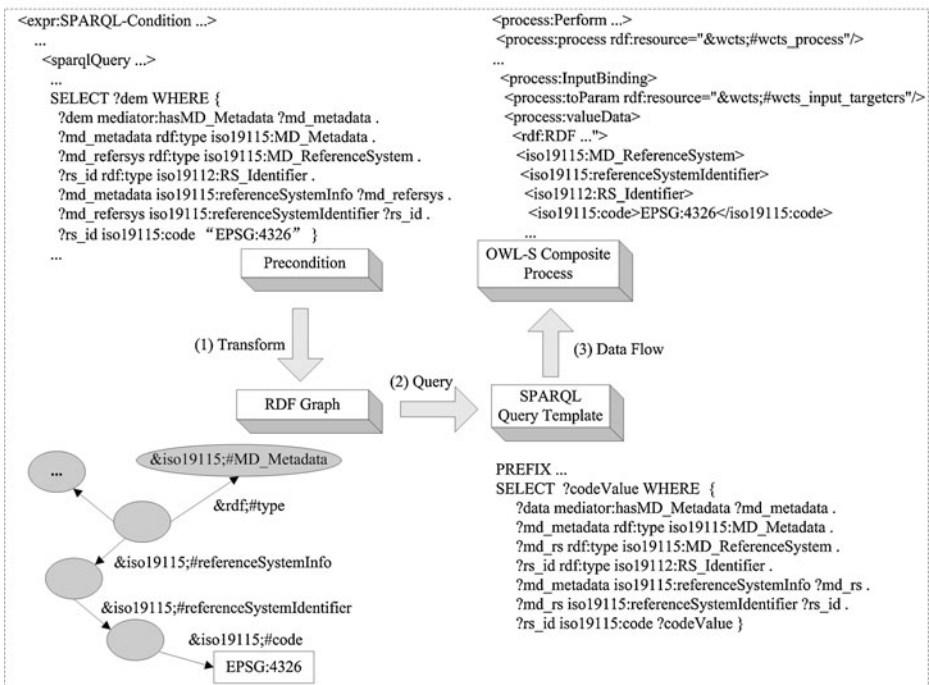 <expr:SPARQL-Condition ...>
...
<sparqlQuery ...>
...
SELECT ?dem WHERE {
?dem mediator:hasMD_Metadata ?md_metadata .
?md_metadata rdf:type iso19115:MD_Metadata .
?md_refersys rdf:type iso19115:MD_ReferenceSystem .
?rs_id rdf:type iso19112:RS_Identifier .
?md_metadata iso19115:referenceSystemInfo ?md_refersys .
?md_refersys iso19115:referenceSystemIdentifier ?rs_id .
?rs_id iso19115:code “EPSG:4326” }
...
<process:Perform ...>
<process:process rdf:resource="&wcts;#wcts_process"/>
...
<process:InputBinding>
<process:toParam rdf:resource="&wcts;#wcts_input_targetcrs"/>
<process:valueData>
<rdf:RDF ...">
<iso19115:MD_ReferenceSystem>
<iso19115:referenceSystemIdentifier>
<iso19112:RS_Identifier>
<iso19115:code>EPSG:4326</iso19115:code>
...
Precondition
OWL-S Composite
Process
(1) Transform
(3) Data Flow
RDF Graph
(2) Query
SPARQL
Query Template
&iso19115;#MD_Metadata
...
&rdf;#type
&iso19115;#referenceSystemInfo
&iso19115;#referenceSystemIdentifier
&iso19115;#code
EPSG:4326
PREFIX ...
SELECT ?codeValue WHERE {
?data mediator:hasMD_Metadata ?md_metadata .
?md_metadata rdf:type iso19115:MD_Metadata .
?md_rs rdf:type iso19115:MD_ReferenceSystem .
?rs_id rdf:type iso19112:RS_Identifier .
?md_metadata iso19115:referenceSystemInfo ?md_rs .
?md_rs iso19115:referenceSystemIdentifier ?rs_id .
?rs_id iso19115:code ?codeValue }